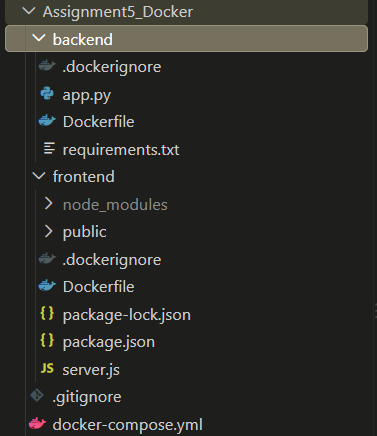 Assignment5_Docker
backend
.dockerignore
app.py
Dockerfile
requirements.txt
frontend
node_modules
public
.dockerignore
Dockerfile
{} package-lock.json
{} package.json
JS server.js
.gitignore
docker-compose.yml